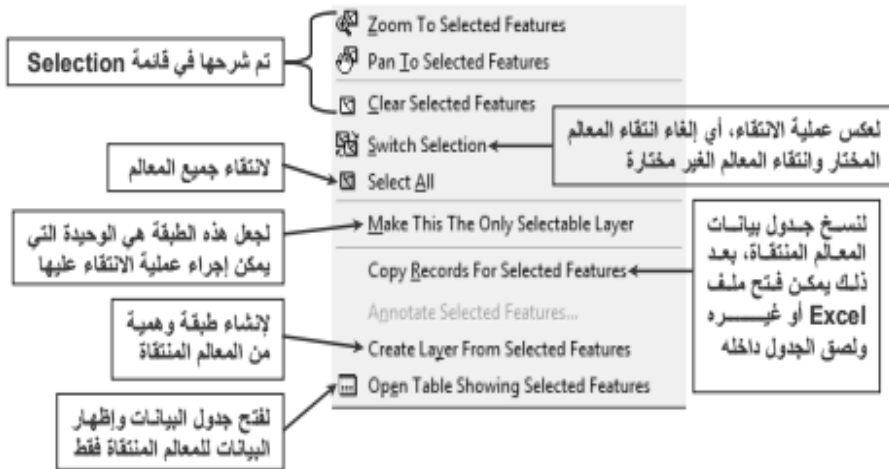 Zoom To Selected Features
Pan To Selected Features
تم شرحها في قائمة Selection
Clear Selected Features
Switch Selection
لعكس عملية الانتقاء، أي إلغاء انتقاء المعالم
المختار وانتقاء المعالم الغير مختارة
لانتقاء جميع المعالم
Select All
لجعل هذه الطبقة هي الوحيدة التي
يمكن إجراء عملية الانتقاء عليها
Make This The Only Selectable Layer
لنسخ جدول بيانات
المعالم المنتقاة، بعد
ذلك يمكن فتح ملف
Excel أو غيره
ولصق الجدول داخله
Copy Records For Selected Features
Annotate Selected Features...
لإنشاء طبقة وهمية
من المعالم المنتقاة
Create Layer From Selected Features
Open Table Showing Selected Features
لفتح جدول البيانات وإظهار
البيانات للمعالم المنتقاة فقط